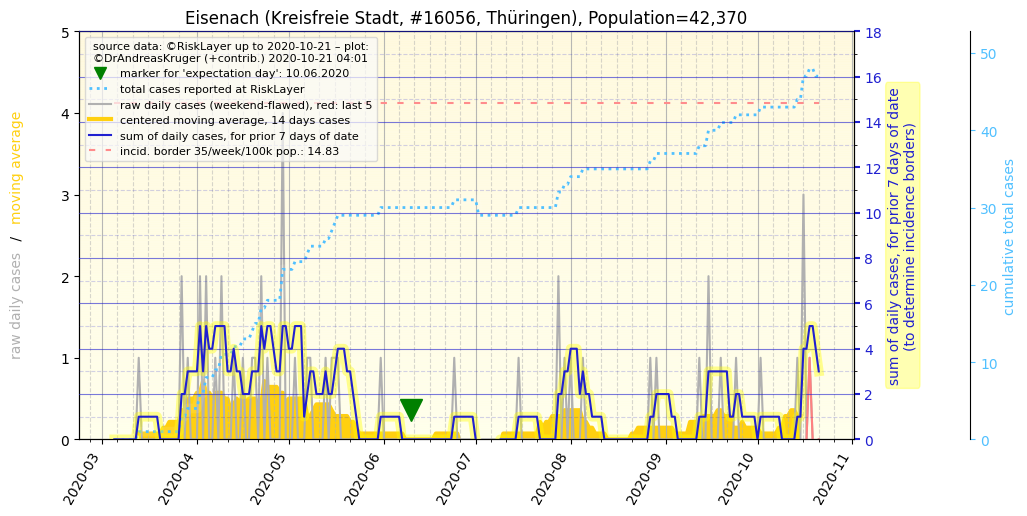 Eisenach (Kreisfreie Stadt, #16056, Thüringen), Population=42,370
source data: ©RiskLayer up to 2020-10-21 – plot:
©DrAndreasKruger (+contrib.) 2020-10-21 04:01
marker for 'expectation day': 10.06.2020
total cases reported at RiskLayer
raw daily cases (weekend-flawed), red: last 5
centered moving average, 14 days cases
sum of daily cases, for prior 7 days of date
incid. border 35/week/100k pop.: 14.83
raw daily cases / moving average
5
4
3
2
1
0
18
16
14
12
10
8
6
4
2
0
sum of daily cases, for prior 7 days of date
(to determine incidence borders)
50
40
30
20
10
0
cumulative total cases
2020-03
2020-04
2020-05
2020-06
2020-07
2020-08
2020-09
2020-10
2020-11